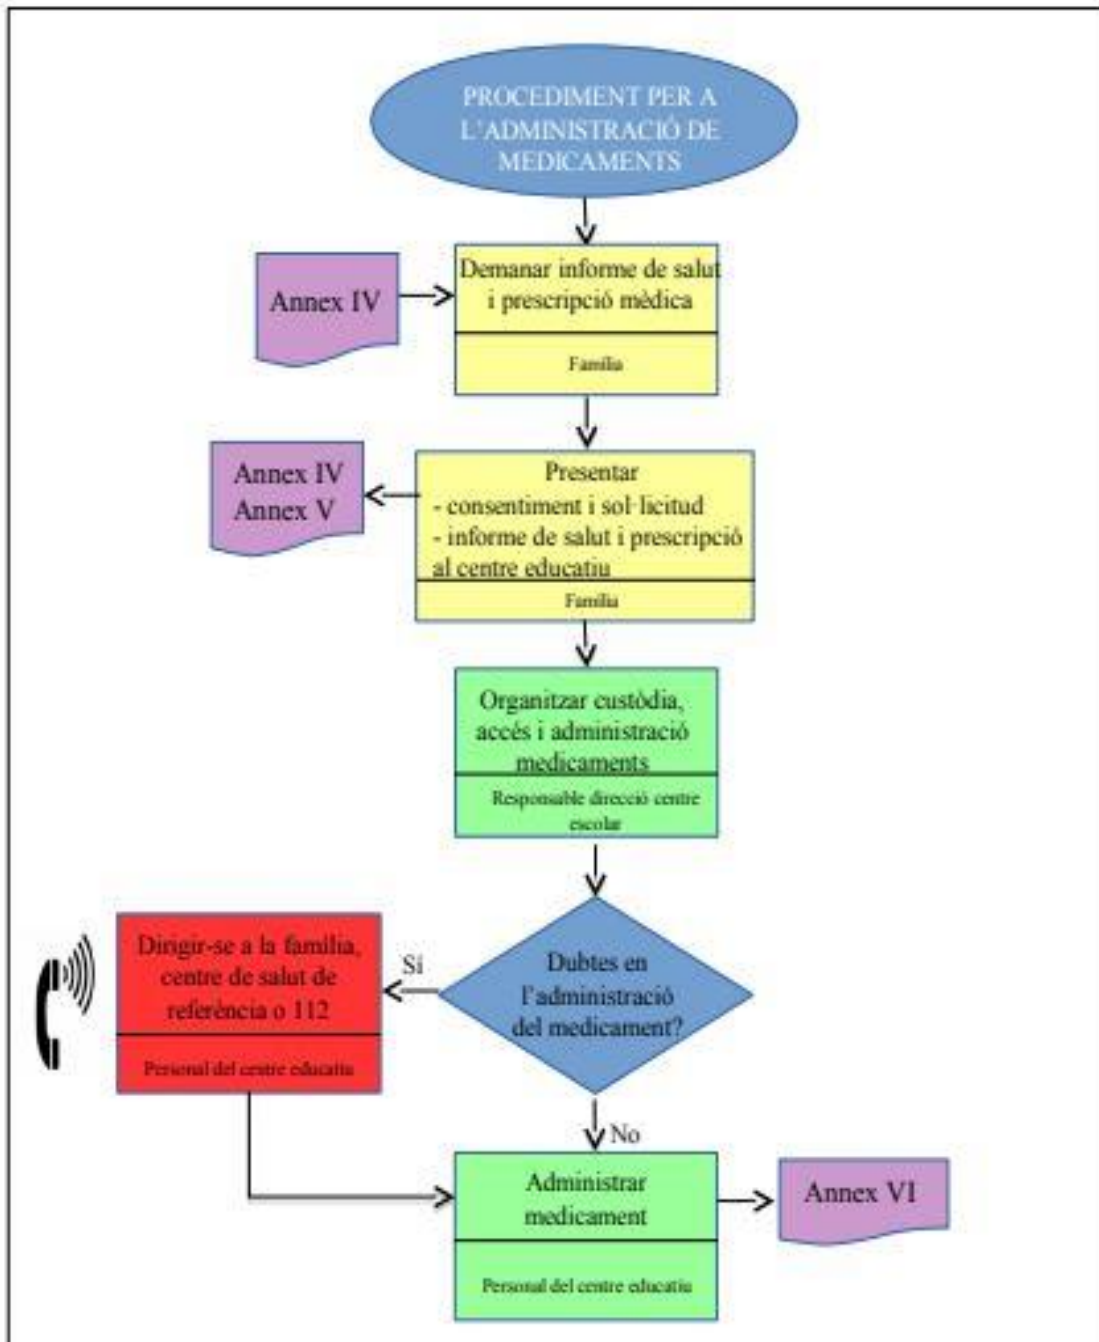 PROCEDIMENT PER A
L'ADMINISTRACIÓ DE
MEDICAMENTS
Annex IV
Demanar informe de salut
i prescripció mèdica
Família
Annex IV
Annex V
Presentar
- consentiment i sol·licitud
- informe de salut i prescripció
al centre educatiu
Família
Organitzar custòdia,
accés i administració
medicaments
Responsable direcció centre
escolar
Dirigir-se a la família,
centre de salut de
referència o 112
Personal del centre educatiu
Sí
Dubtes en
l'administració
del medicament?
No
Administrar
medicament
Personal del centre educatiu
Annex VI